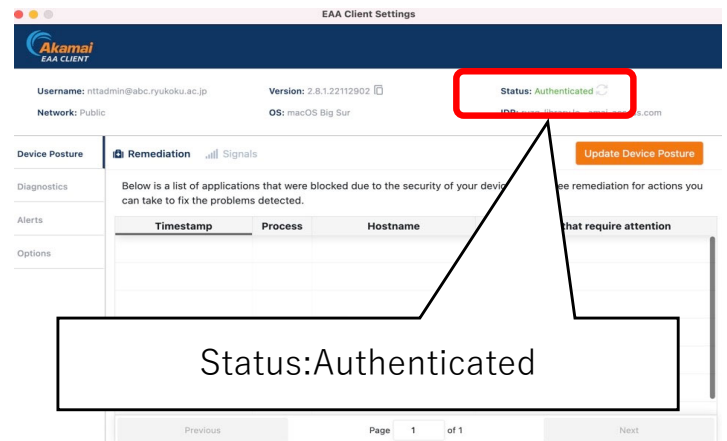 EAA Client Settings
Akamai
EAA CLIENT
Username: nttadmin@abc.ryukoku.ac.jp Version: 2.8.1.22112902 Status: Authenticated
Network: Public OS: macOS Big Sur s.com
Device Posture Remediation Signals Update Device Posture
Diagnostics
Alerts
Options
Below is a list of applications that were blocked due to the security of your devic ee remediation for actions you
can take to fix the problems detected.
Timestamp Process Hostname that require attention
Status:Authenticated
Previous Page 1 of 1 Next